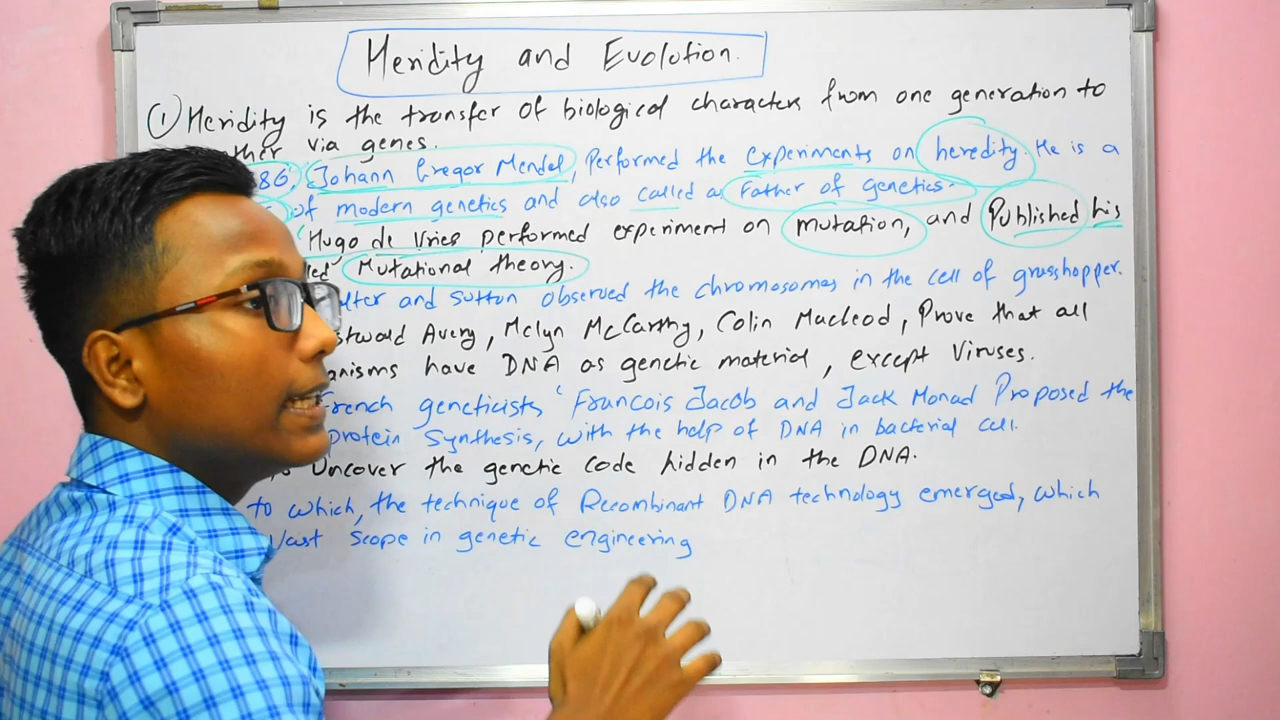 Heridity and Evolution.
① Heridity is the transfer of biological characters from one generation to
ther via genes.
86, Johann Gregor Mendel, Performed the experiments on heredity. He is a
of modern genetics and also called as Father of genetics.
Hugo de Vries performed experiment on mutation, and Published his
led Mutational theory.
lter and Sutton observed the chromosomes in the cell of grasshopper.
stwald Avery, Mclyn McCarthy, Colin Macleod, Prove that all
anisms have DNA as genetic material, except Viruses.
French geneticists 'Francois Jacob and Jack Monad Proposed the
protein Synthesis, with the help of DNA in bacterial cell.
Uncover the genetic code hidden in the DNA.
to which, the technique of Recombinant DNA technology emerged, which
vast scope in genetic engineering